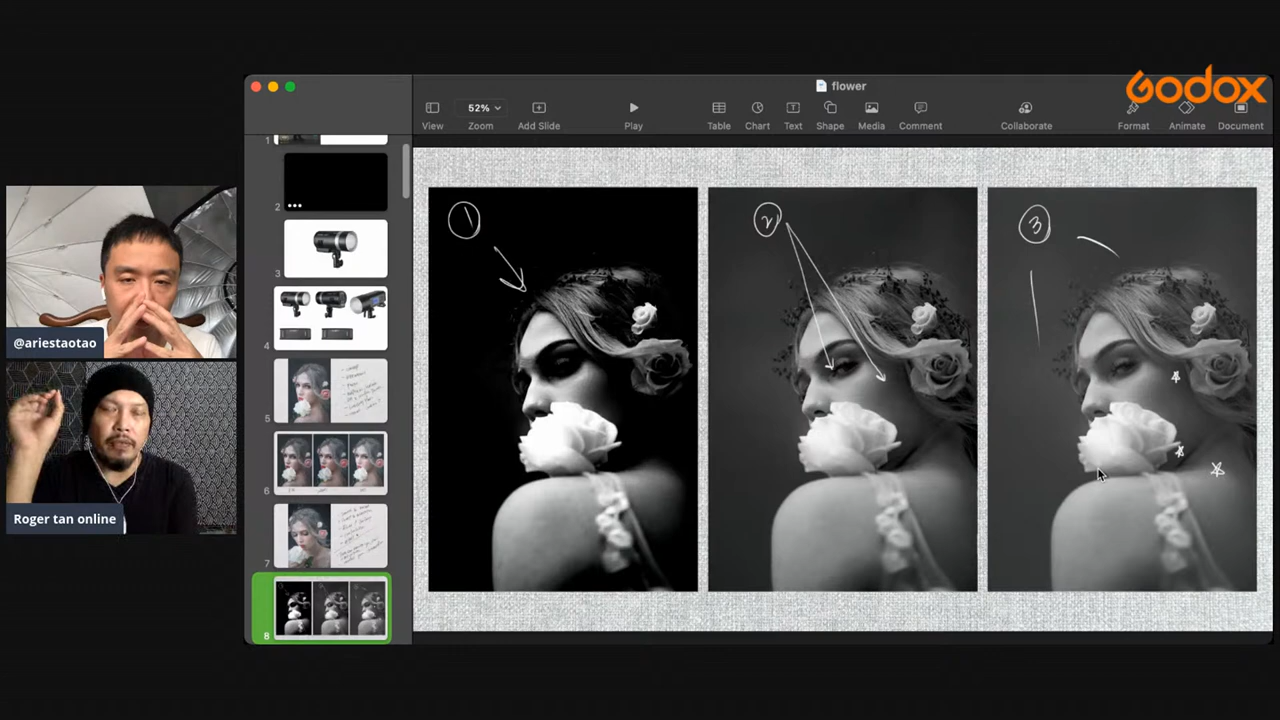 GODOX
flower
52%
View
Zoom
Add Slide
Play
Table
Chart
Text
Shape
Media
Comment
Collaborate
Format
Animate
Document
1
2
3
4
5
6
7
8
@ariestaotao
Roger tan online
1
2
3